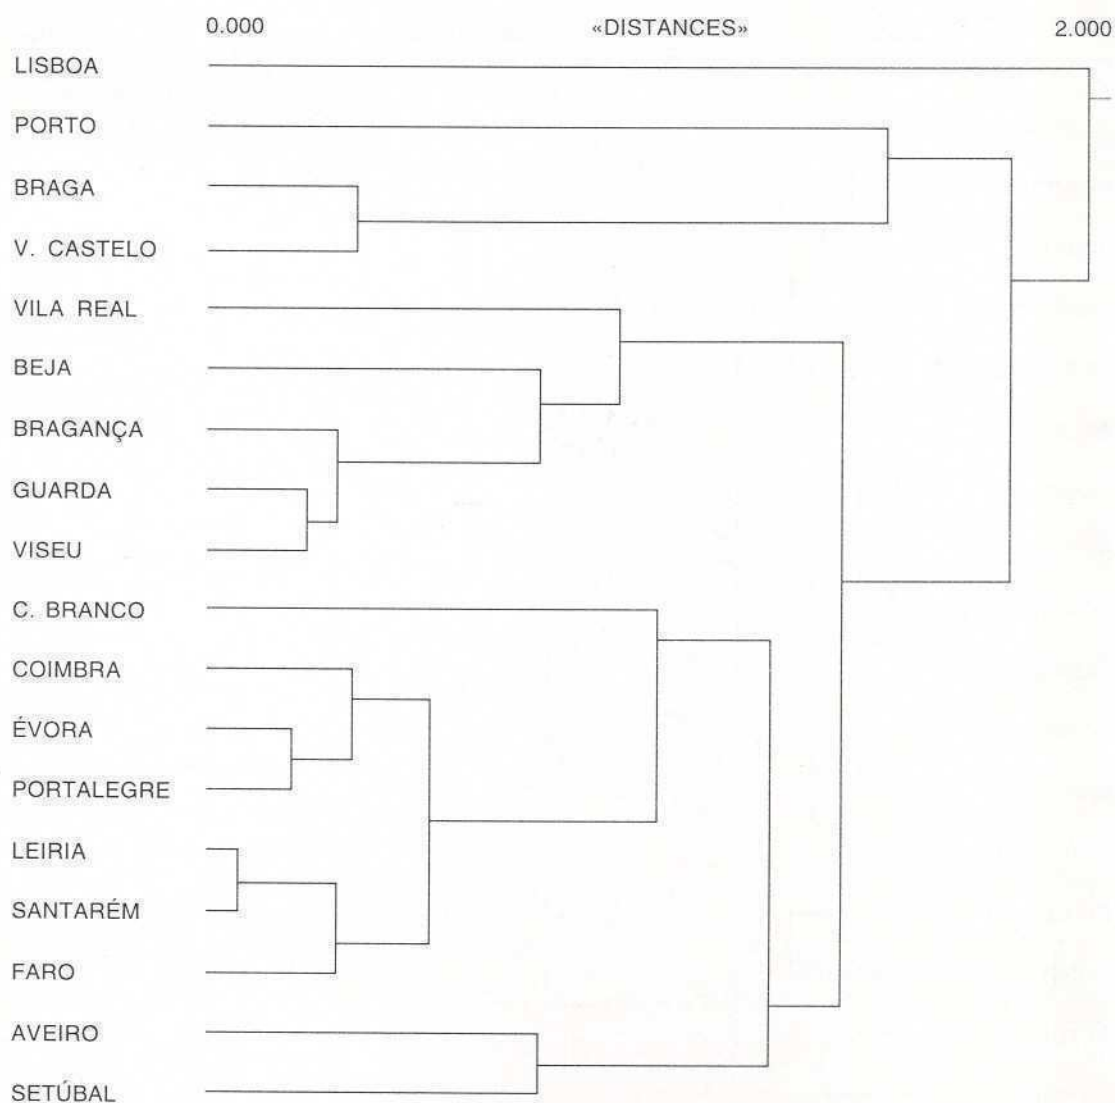 0.000 «DISTANCES» 2.000
LISBOA
PORTO
BRAGA
V. CASTELO
VILA REAL
BEJA
BRAGANÇA
GUARDA
VISEU
C. BRANCO
COIMBRA
ÉVORA
PORTALEGRE
LEIRIA
SANTARÉM
FARO
AVEIRO
SETÚBAL